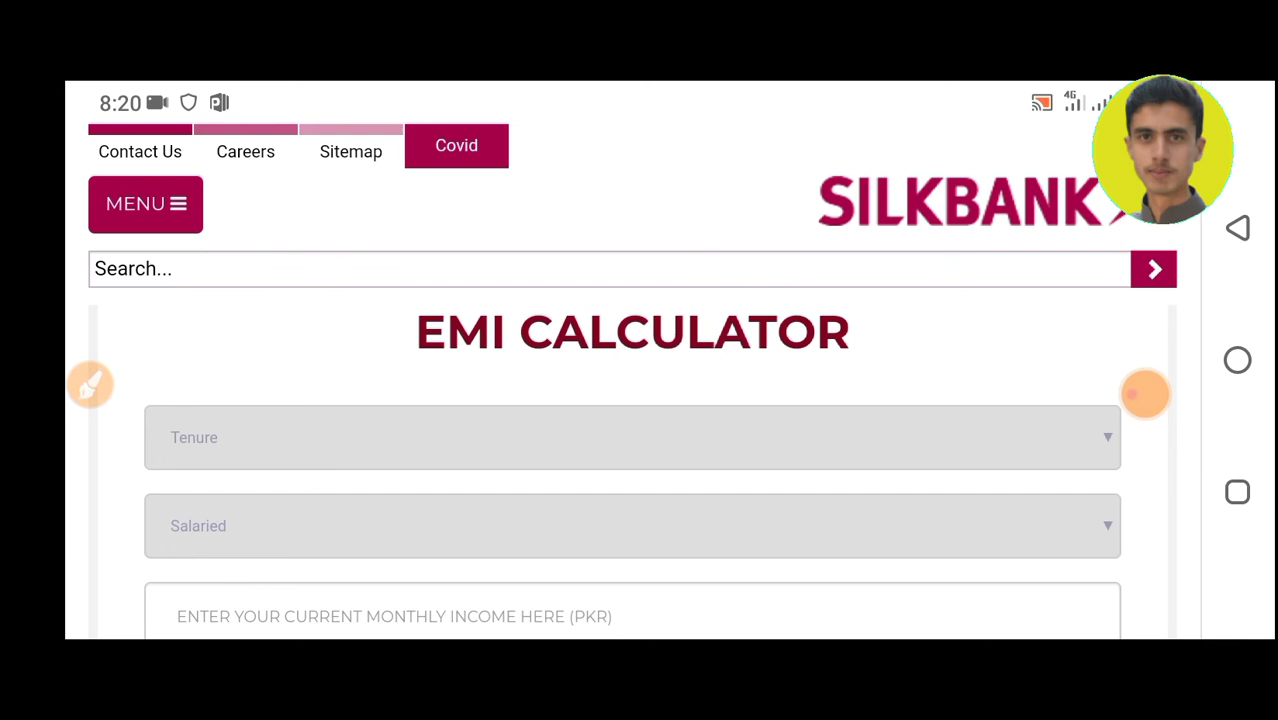 8:20
4G
Contact Us Careers Sitemap Covid
MENU
SILKBANK
Search...
EMI CALCULATOR
Tenure
Salaried
ENTER YOUR CURRENT MONTHLY INCOME HERE (PKR)